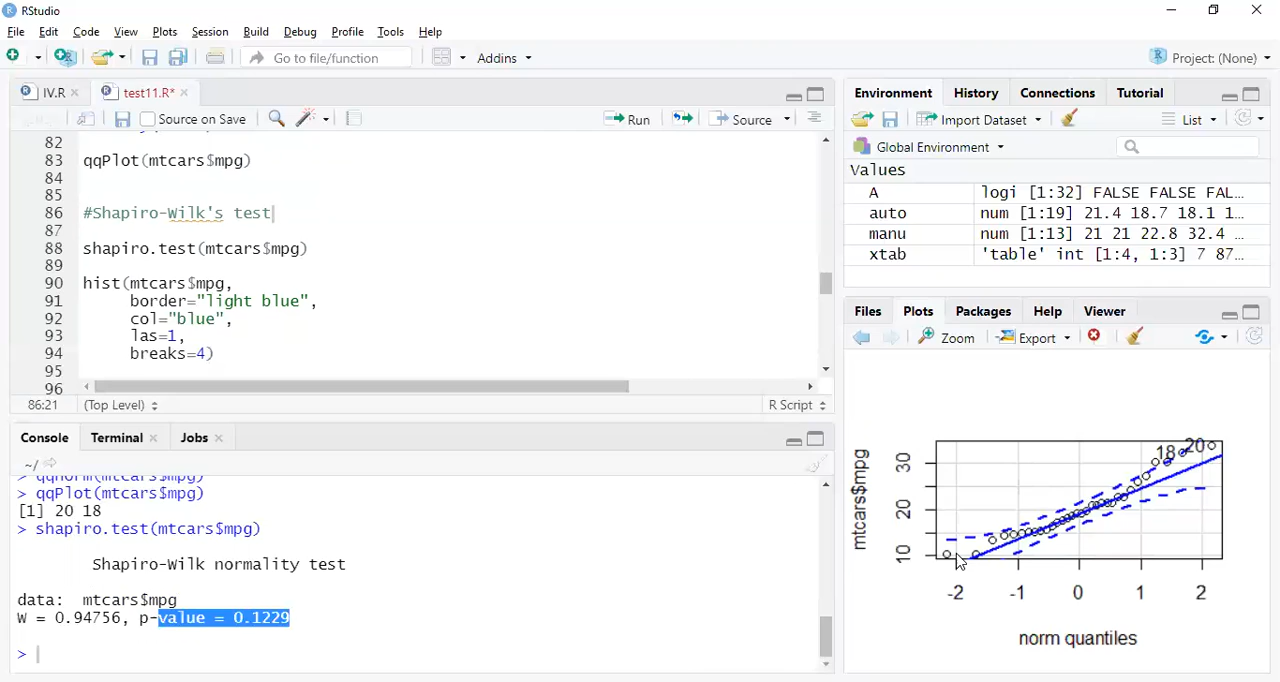 RStudio
File Edit Code View Plots Session Build Debug Profile Tools Help
Go to file/function Addins Project: (None)
IV.R test11.R*
Source on Save Run Source
82
83 qqPlot(mtcars$mpg)
84
85
86 #Shapiro-Wilk's test
87
88 shapiro.test(mtcars$mpg)
89
90 hist(mtcars$mpg,
91 border="light blue",
92 col="blue",
93 las=1,
94 breaks=4)
95
96
86:21 (Top Level) R Script
Console Terminal Jobs
~/
> qqnorm(mtcars$mpg)
> qqPlot(mtcars$mpg)
[1] 20 18
> shapiro.test(mtcars$mpg)
Shapiro-Wilk normality test
data: mtcars$mpg
W = 0.94756, p-value = 0.1229
>
Environment History Connections Tutorial
Import Dataset List
Global Environment
Values
A logi [1:32] FALSE FALSE FAL...
auto num [1:19] 21.4 18.7 18.1 1...
manu num [1:13] 21 21 22.8 32.4 ...
xtab 'table' int [1:4, 1:3] 7 87...
Files Plots Packages Help Viewer
Zoom Export
mtcars$mpg
30
20
10
18 20
-2 -1 0 1 2
norm quantiles